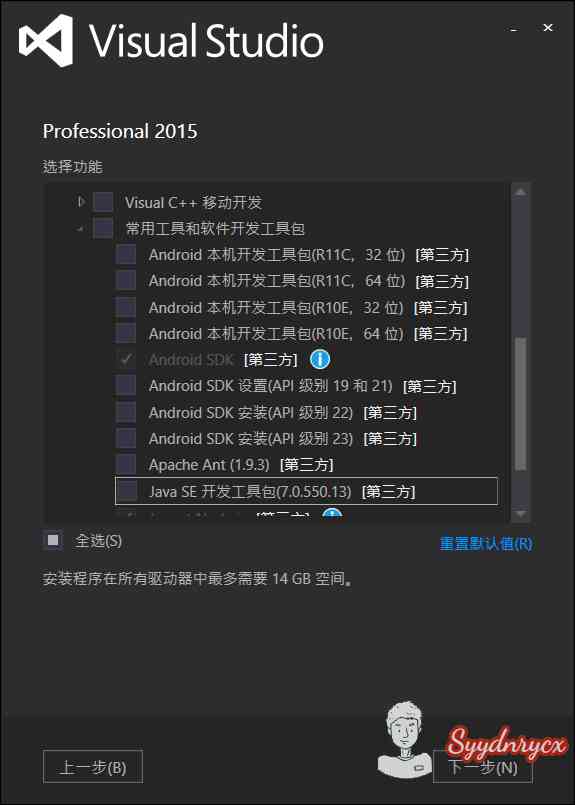 Visual Studio
Professional 2015
选择功能
Visual C++ 移动开发
常用工具和软件开发工具包
Android 本机开发工具包(R11C，32 位) [第三方]
Android 本机开发工具包(R11C，64 位) [第三方]
Android 本机开发工具包(R10E，32 位) [第三方]
Android 本机开发工具包(R10E，64 位) [第三方]
Android SDK [第三方]
Android SDK 设置(API 级别 19 和 21) [第三方]
Android SDK 安装(API 级别 22) [第三方]
Android SDK 安装(API 级别 23) [第三方]
Apache Ant (1.9.3) [第三方]
Java SE 开发工具包(7.0.550.13) [第三方]
[第三方]
全选(S)
重置默认值(R)
安装程序在所有驱动器中最多需要 14 GB 空间。
Syydnrycx
上一步(B)
下一步(N)